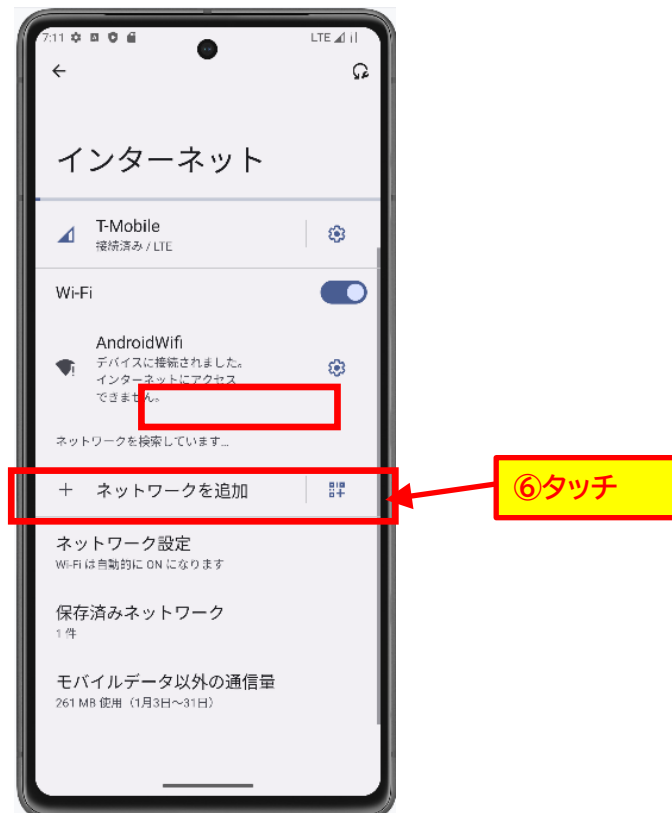 7:11 LTE
インターネット
T-Mobile
接続済み / LTE
Wi-Fi
AndroidWifi
デバイスに接続されました。
インターネットにアクセス
できません。
ネットワークを検索しています...
+ ネットワークを追加
⑥タッチ
ネットワーク設定
Wi-Fi は自動的に ON になります
保存済みネットワーク
1 件
モバイルデータ以外の通信量
261 MB 使用（1月3日～31日）